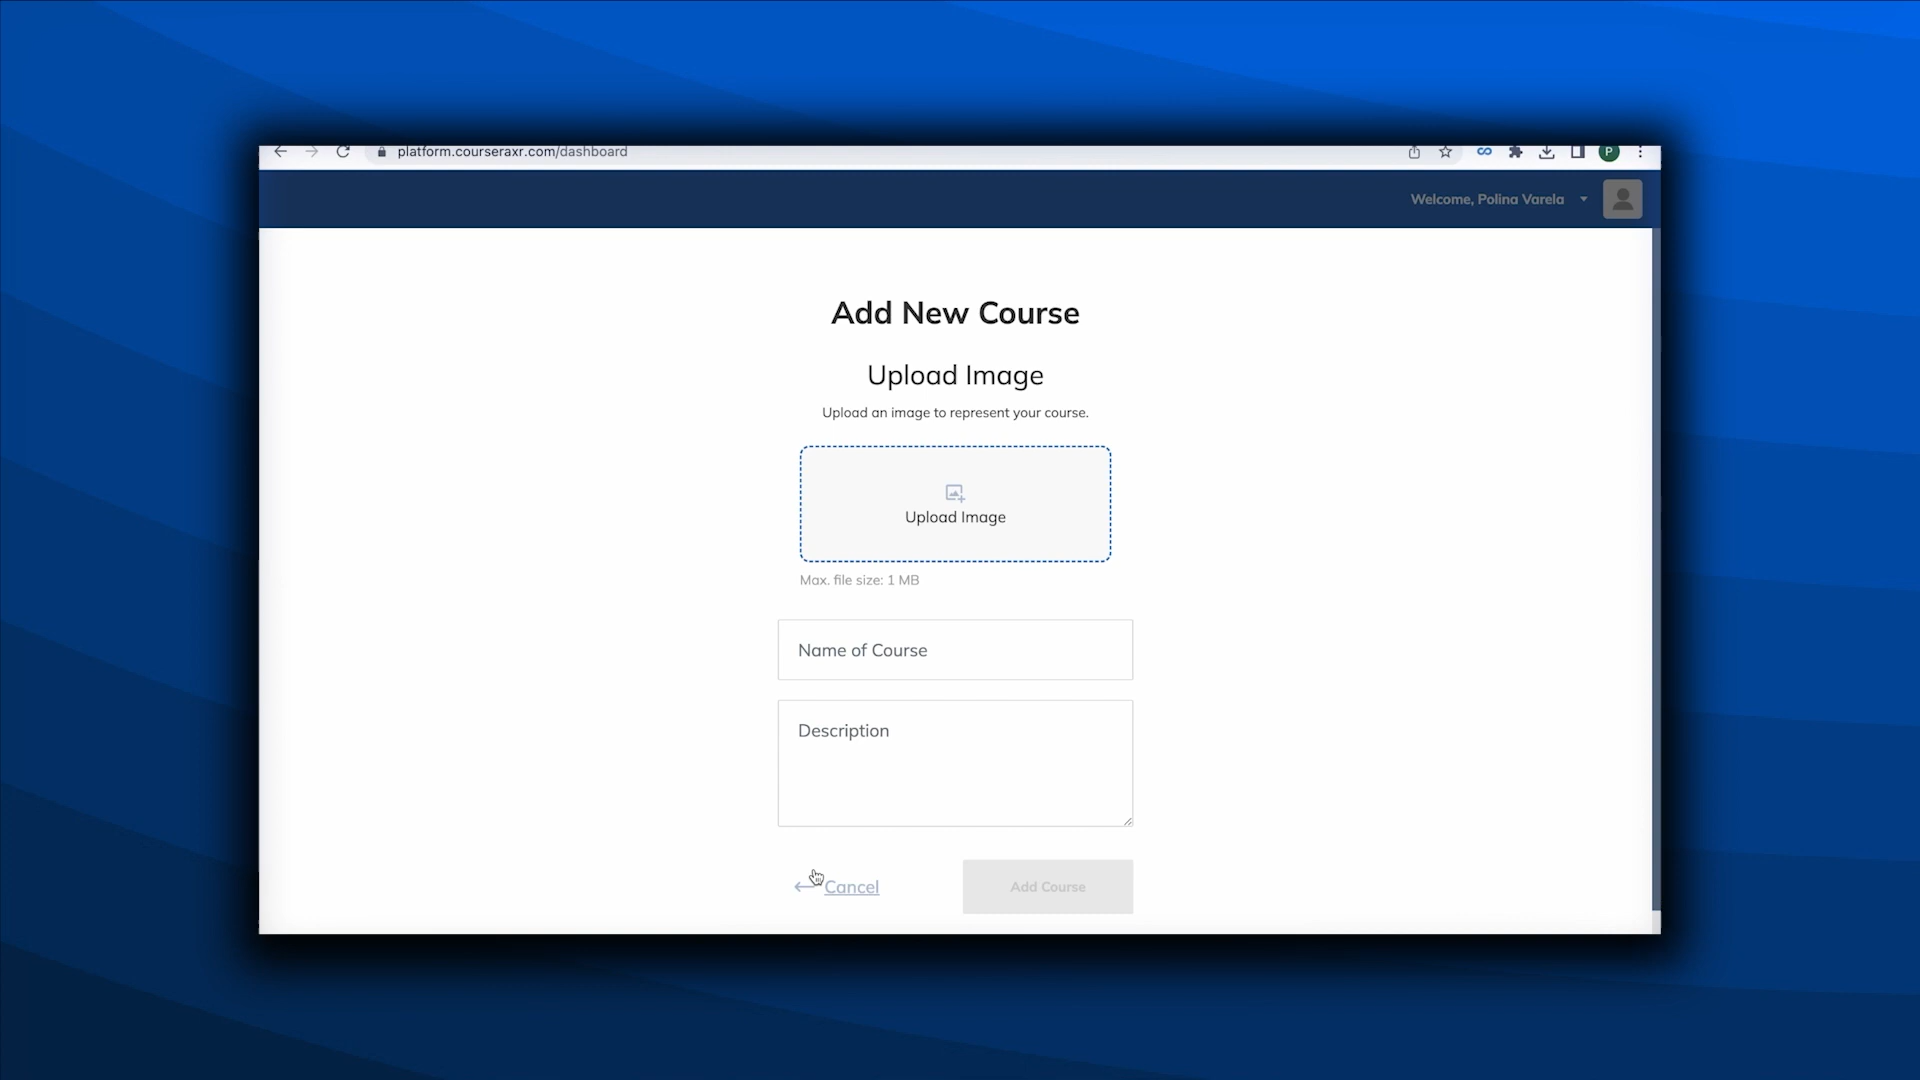 platform.courseraxr.com/dashboard
P
Welcome, Polina Varela
Add New Course
Upload Image
Upload an image to represent your course.
Upload Image
Max. file size: 1 MB
Name of Course
Description
Cancel
Add Course